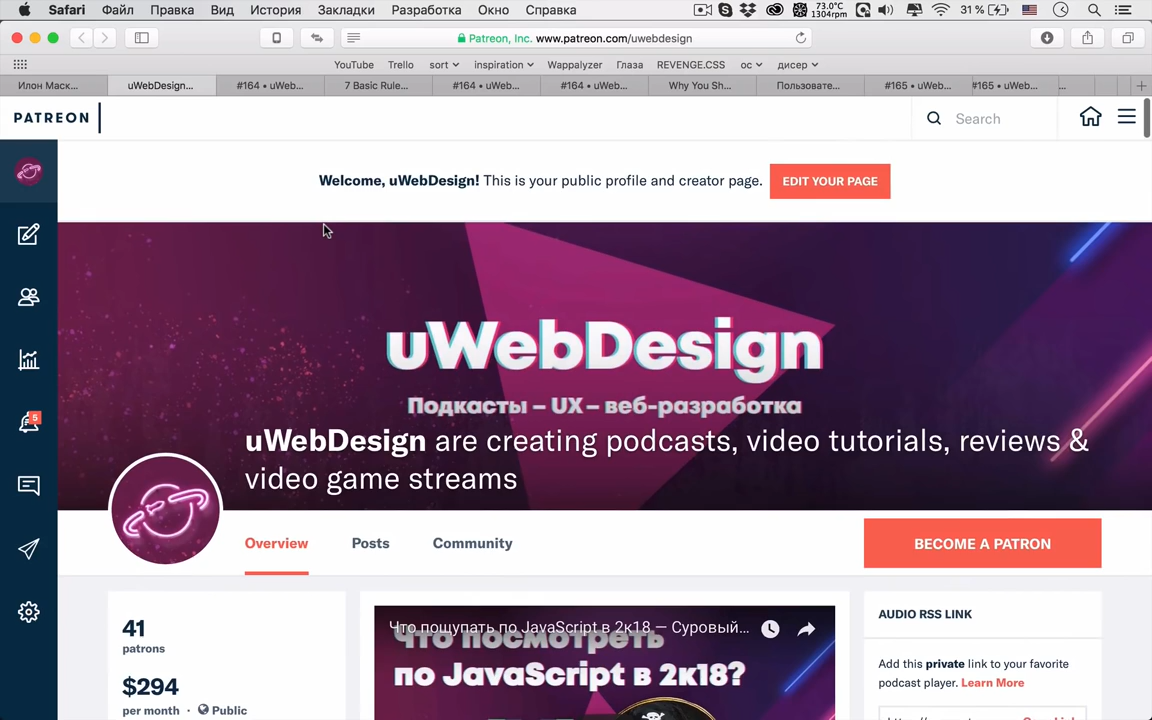 Safari Файл Правка Вид История Закладки Разработка Окно Справка 73.0°C 1304rpm 31 %
Patreon, Inc. www.patreon.com/uwebdesign
YouTube Trello sort inspiration Wappalyzer Глаза REVENGE.CSS ос дисер
Илон Маск... uWebDesign... #164 • uWeb... 7 Basic Rule... #164 • uWeb... #164 • uWeb... Why You Sh... Пользовате... #165 • uWeb... #165 • uWeb...
PATREON Search
Welcome, uWebDesign! This is your public profile and creator page. EDIT YOUR PAGE
uWebDesign
Подкасты – UX – веб-разработка
uWebDesign are creating podcasts, video tutorials, reviews &
video game streams
5
Overview Posts Community BECOME A PATRON
41
patrons
$294
per month • Public
Что пощупать по JavaScript в 2к18 — Суровый...
Что посмотреть
по JavaScript в 2к18?
AUDIO RSS LINK
Add this private link to your favorite
podcast player. Learn More